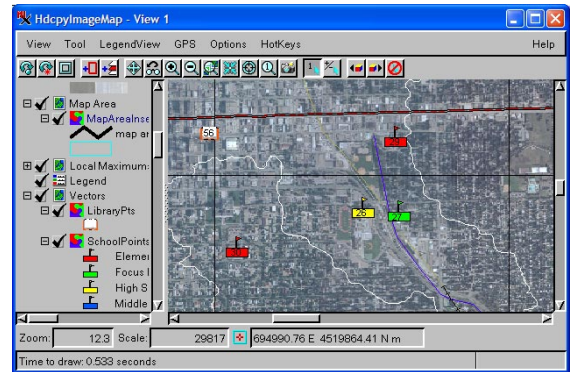 HdcpyImageMap - View 1
View Tool LegendView GPS Options HotKeys Help
1
Map Area
MapAreaInse
map ar
Local Maximum:
Legend
Vectors
LibraryPts
SchoolPoints
Elemer
Focus I
High S
Middle
56
26
27
Zoom: 12.3 Scale: 29817 694990.76 E 4519864.41 N m
Time to draw: 0.533 seconds